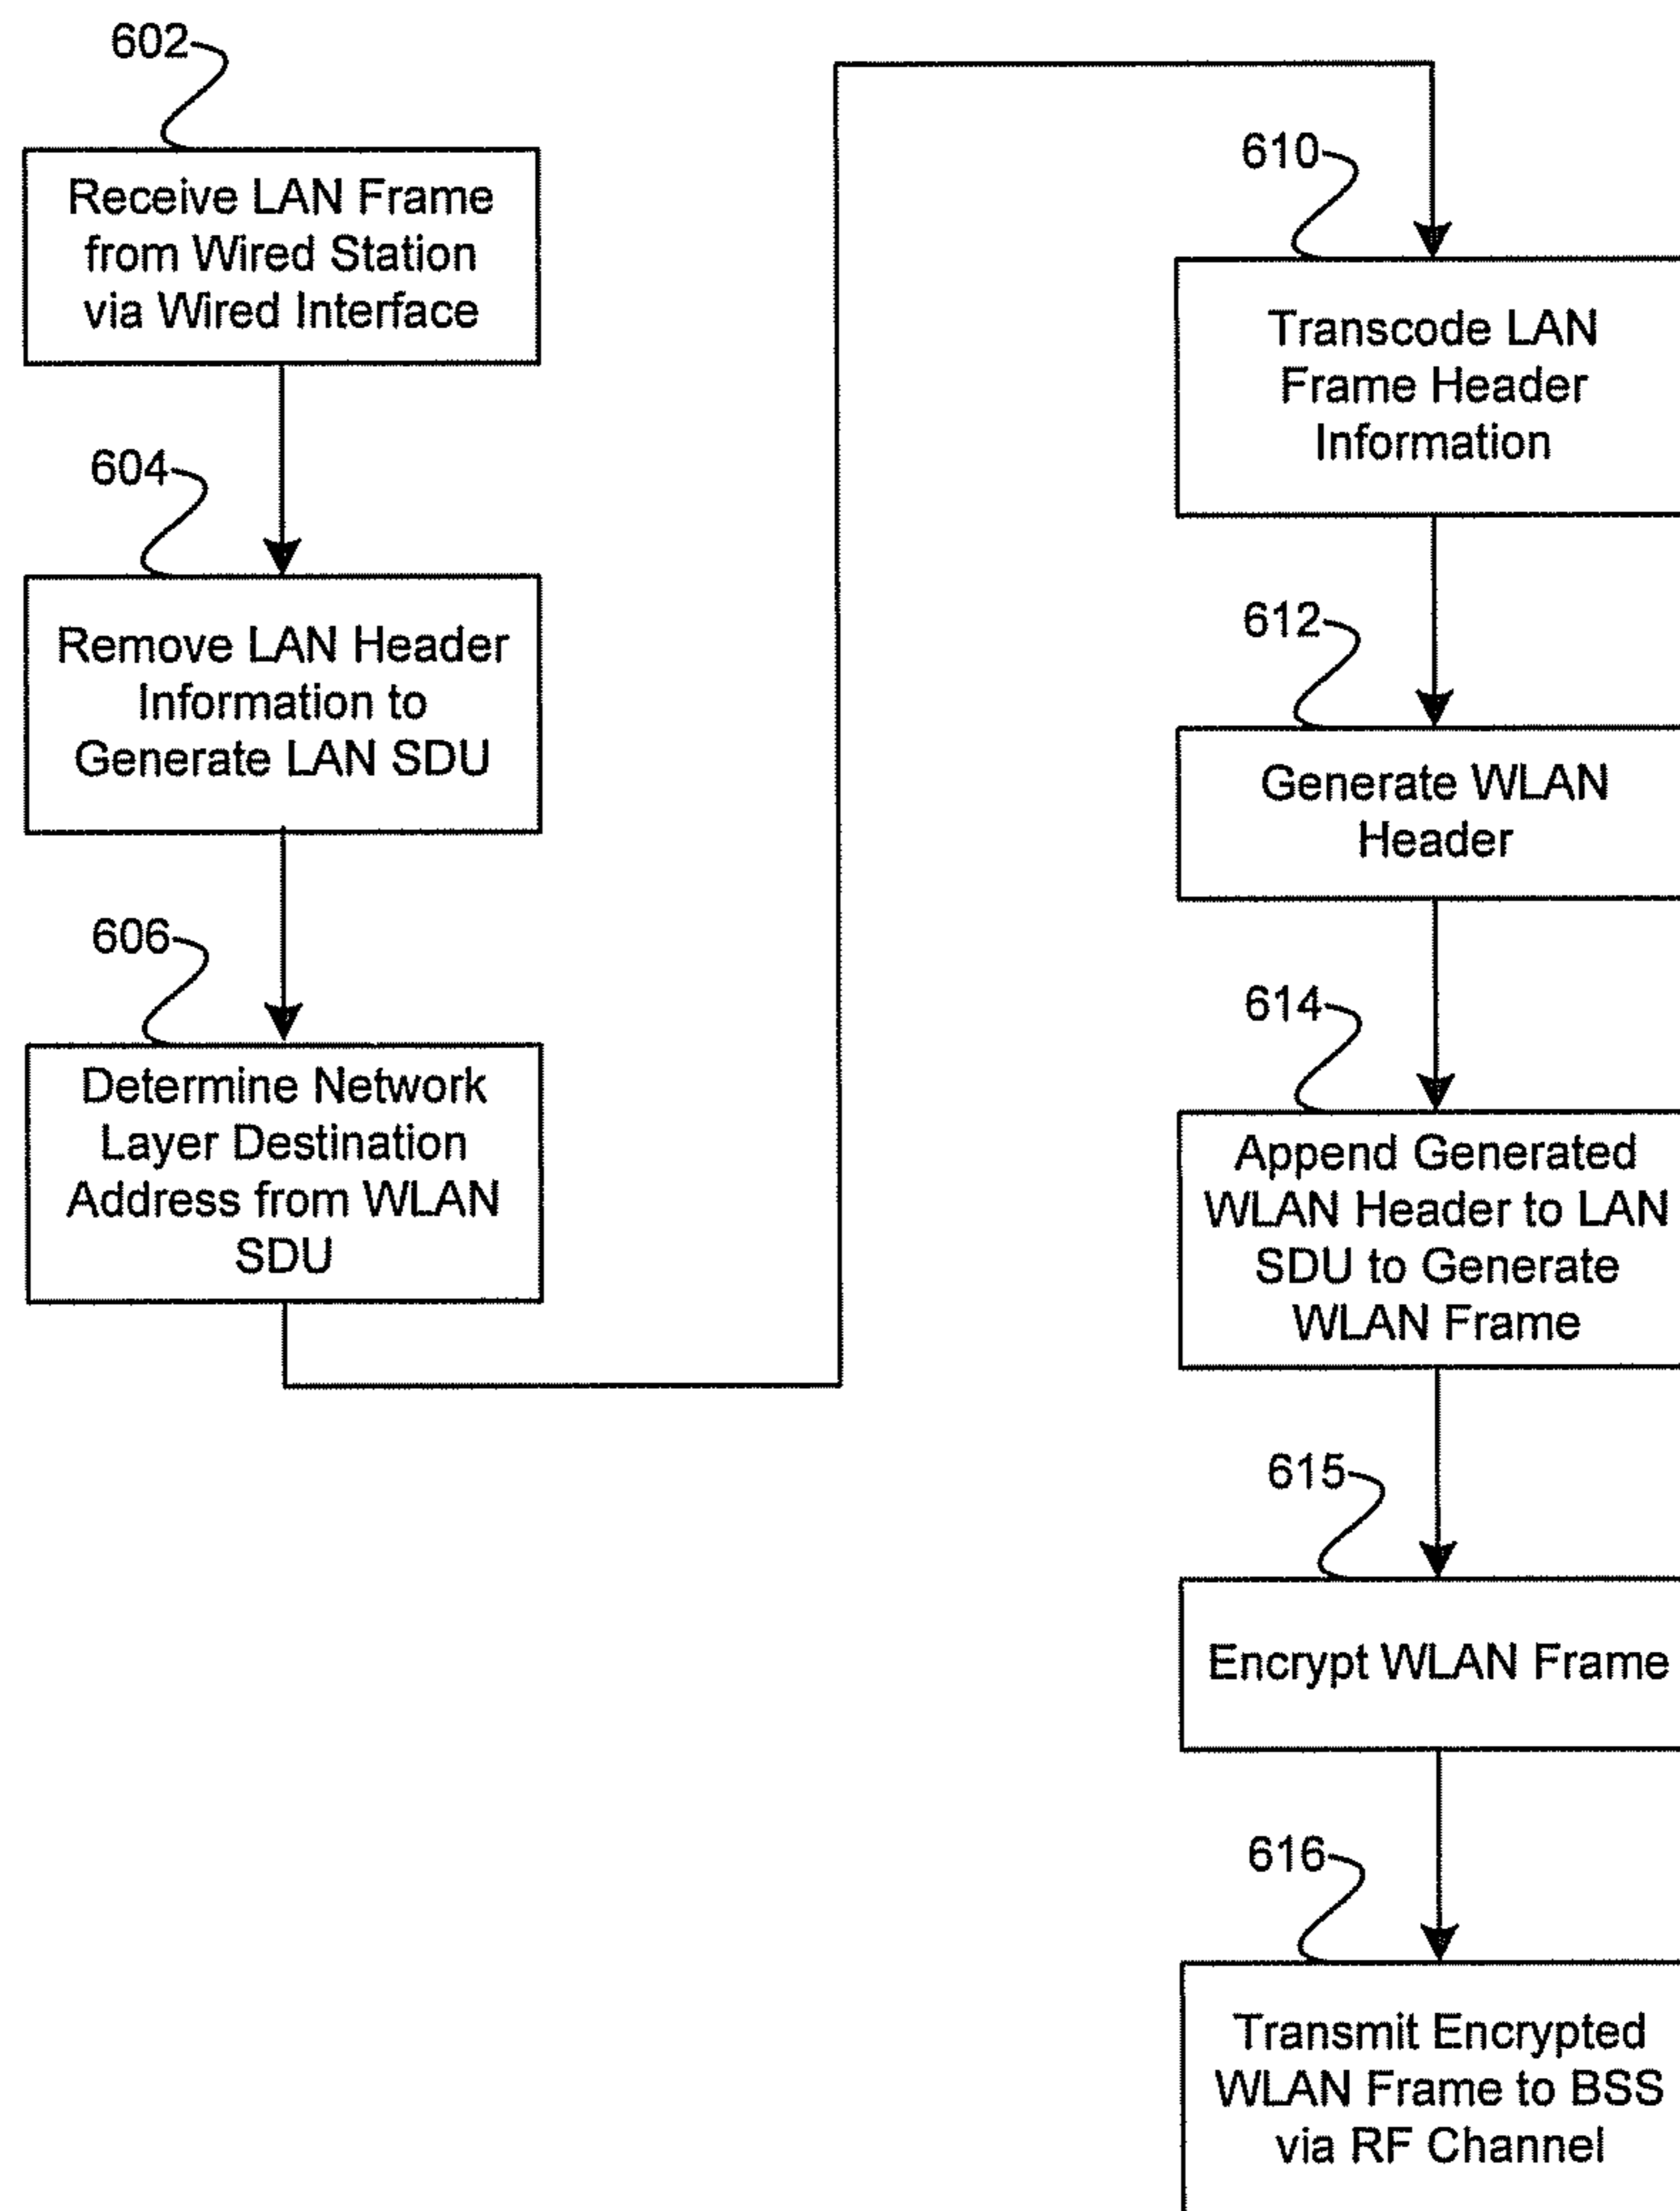 602
Receive LAN Frame
from Wired Station
via Wired Interface
604
Remove LAN Header
Information to
Generate LAN SDU
606
Determine Network
Layer Destination
Address from WLAN
SDU
610
Transcode LAN
Frame Header
Information
612
Generate WLAN
Header
614
Append Generated
WLAN Header to LAN
SDU to Generate
WLAN Frame
615
Encrypt WLAN Frame
616
Transmit Encrypted
WLAN Frame to BSS
via RF Channel